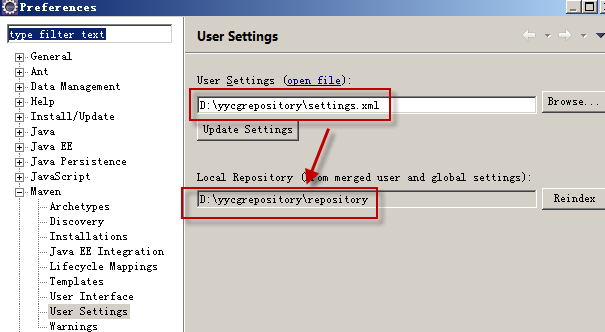 Preferences
type filter text
General
Ant
Data Management
Help
Install/Update
Java
Java EE
Java Persistence
JavaScript
Maven
Archetypes
Discovery
Installations
Java EE Integration
Lifecycle Mappings
Templates
User Interface
User Settings
Warnings
User Settings
User Settings (open file):
D:\yycgrepository\settings.xml
Browse...
Update Settings
Local Repository (from merged user and global settings):
D:\yycgrepository\repository
Reindex